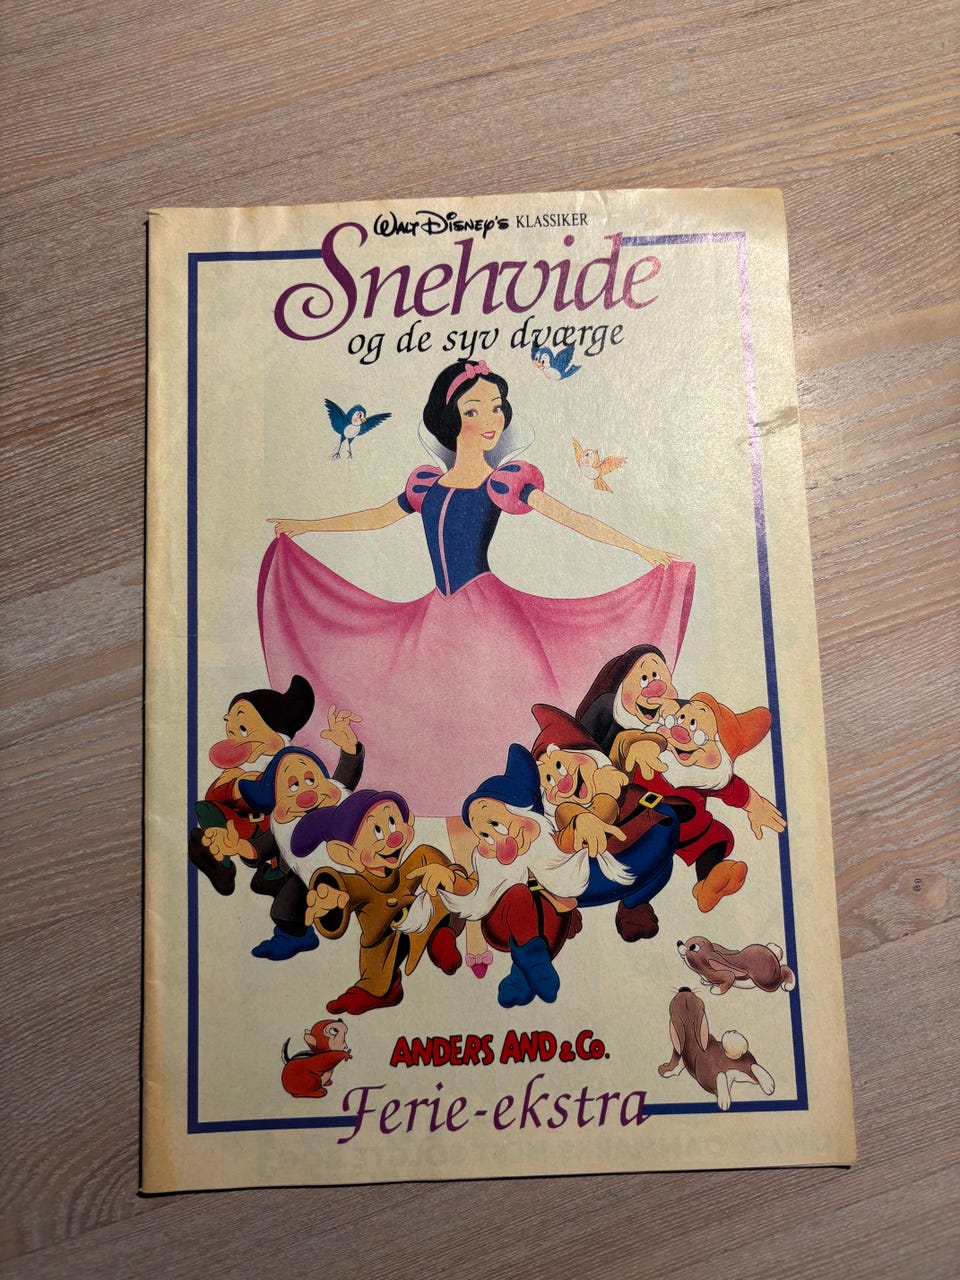 WALT DISNEY'S KLASSIKER
Snehvide
og de syv dværge
ANDERS AND & Co.
Ferie-ekstra